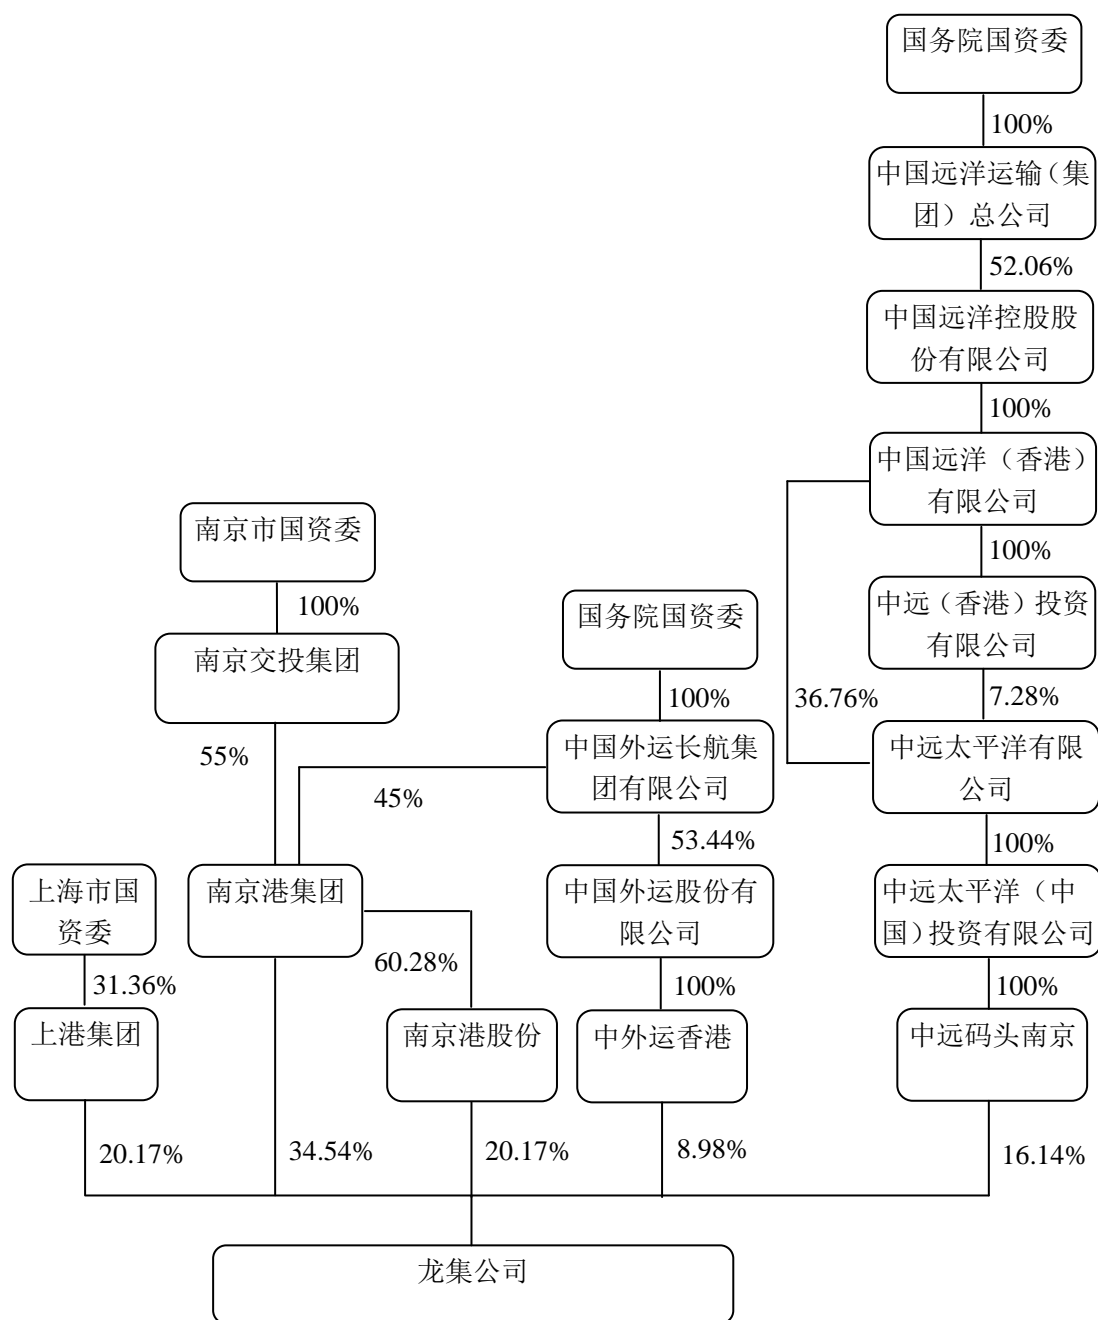 国务院国资委
100%
中国远洋运输（集
团）总公司
52.06%
中国远洋控股股
份有限公司
100%
中国远洋（香港）
有限公司
南京市国资委
100%
100%
国务院国资委
中远（香港）投资
有限公司
南京交投集团
100%
36.76%
7.28%
55%
中国外运长航集
团有限公司
中远太平洋有限
公司
45%
53.44%
100%
上海市国
资委
南京港集团
中国外运股份有
限公司
中远太平洋（中
国）投资有限公司
31.36%
60.28%
100%
100%
上港集团
南京港股份
中外运香港
中远码头南京
20.17%
34.54%
20.17%
8.98%
16.14%
龙集公司